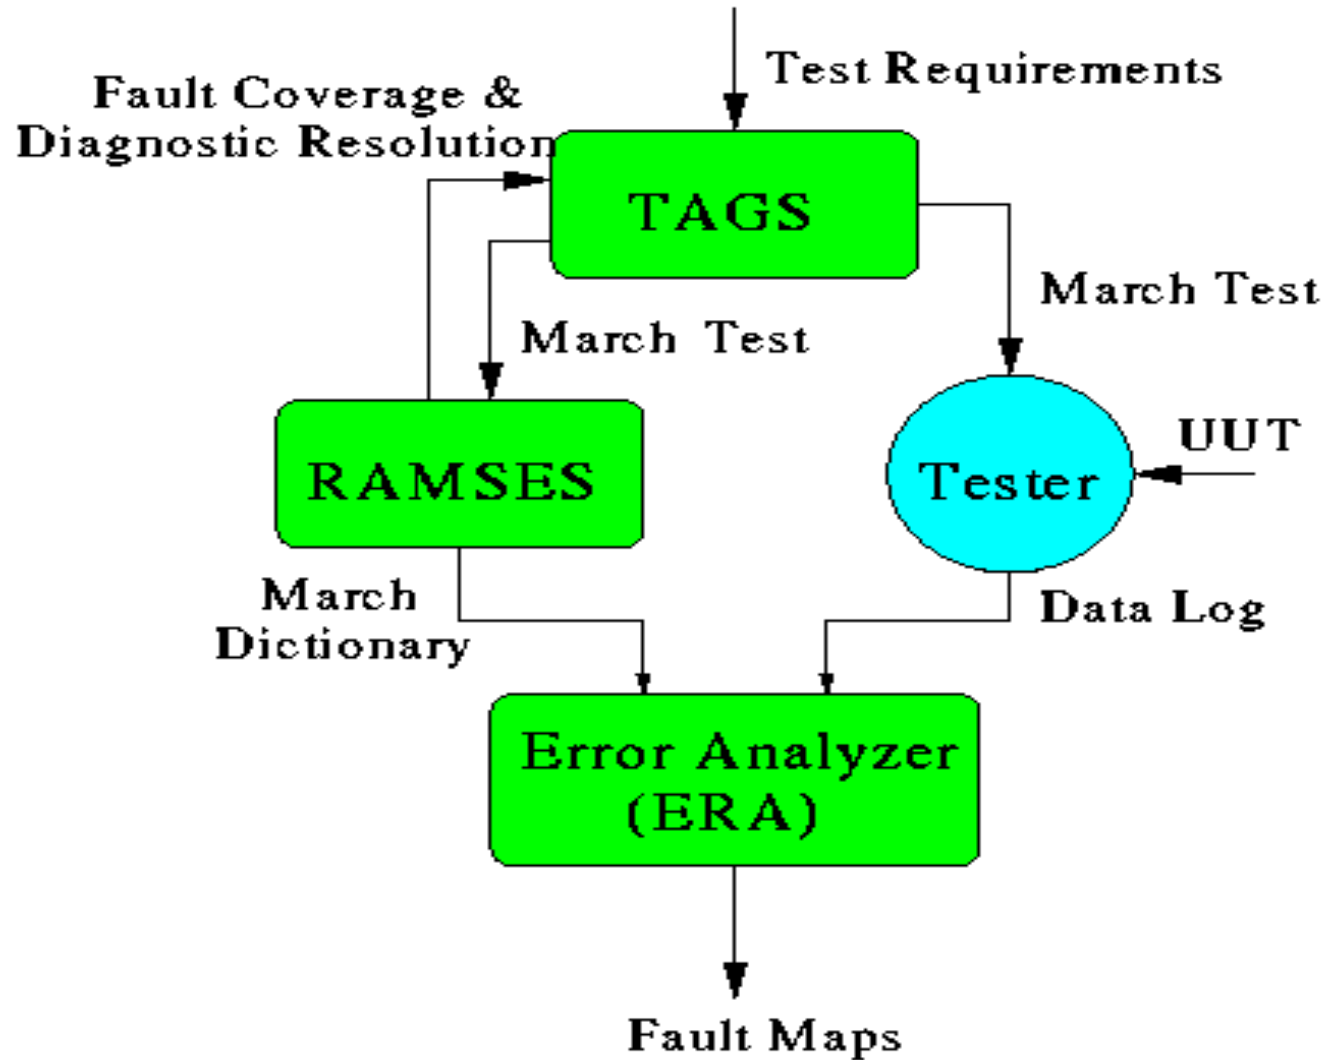 Test Requirements
Fault Coverage &
Diagnostic Resolution
TAGS
March Test
March Test
UUT
RAMSES
Tester
March
Dictionary
Data Log
Error Analyzer
(ERA)
Fault Maps